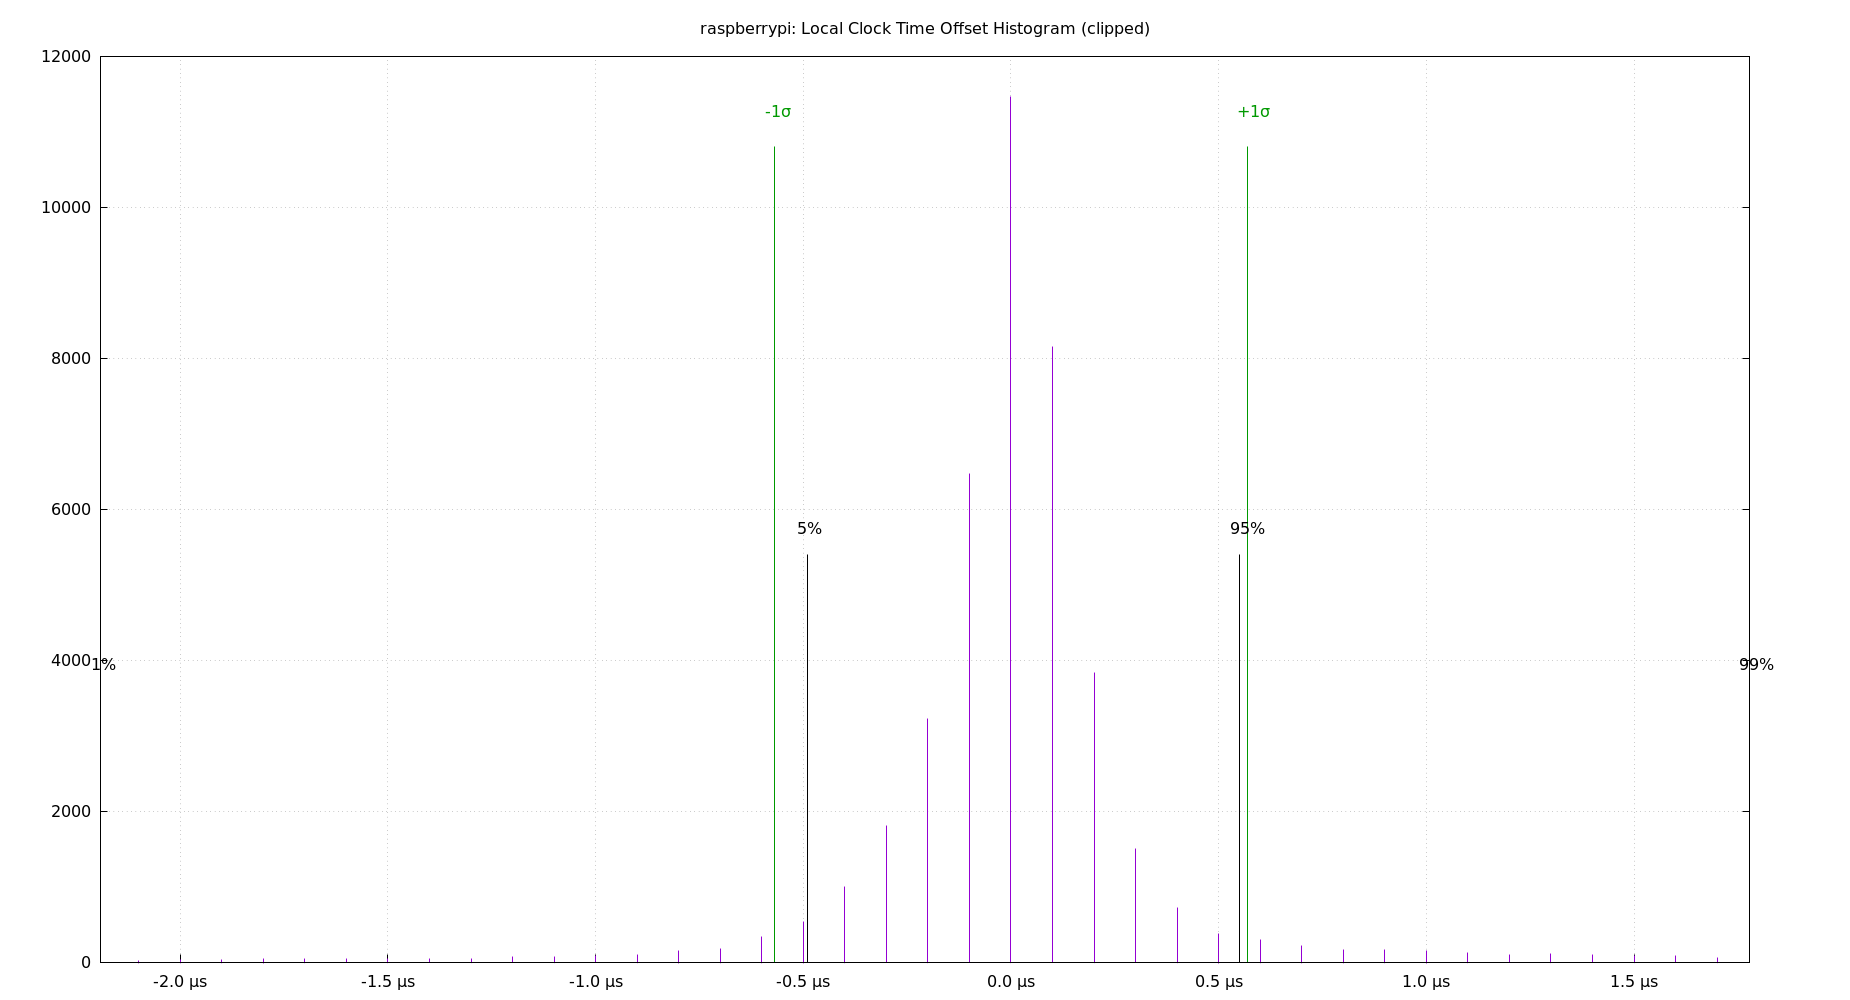 raspberrypi: Local Clock Time Offset Histogram (clipped)
12000
-1σ
+1σ
10000
8000
6000
5%
95%
4000
1%
99%
2000
0
-2.0 µs
-1.5 µs
-1.0 µs
-0.5 µs
0.0 µs
0.5 µs
1.0 µs
1.5 µs